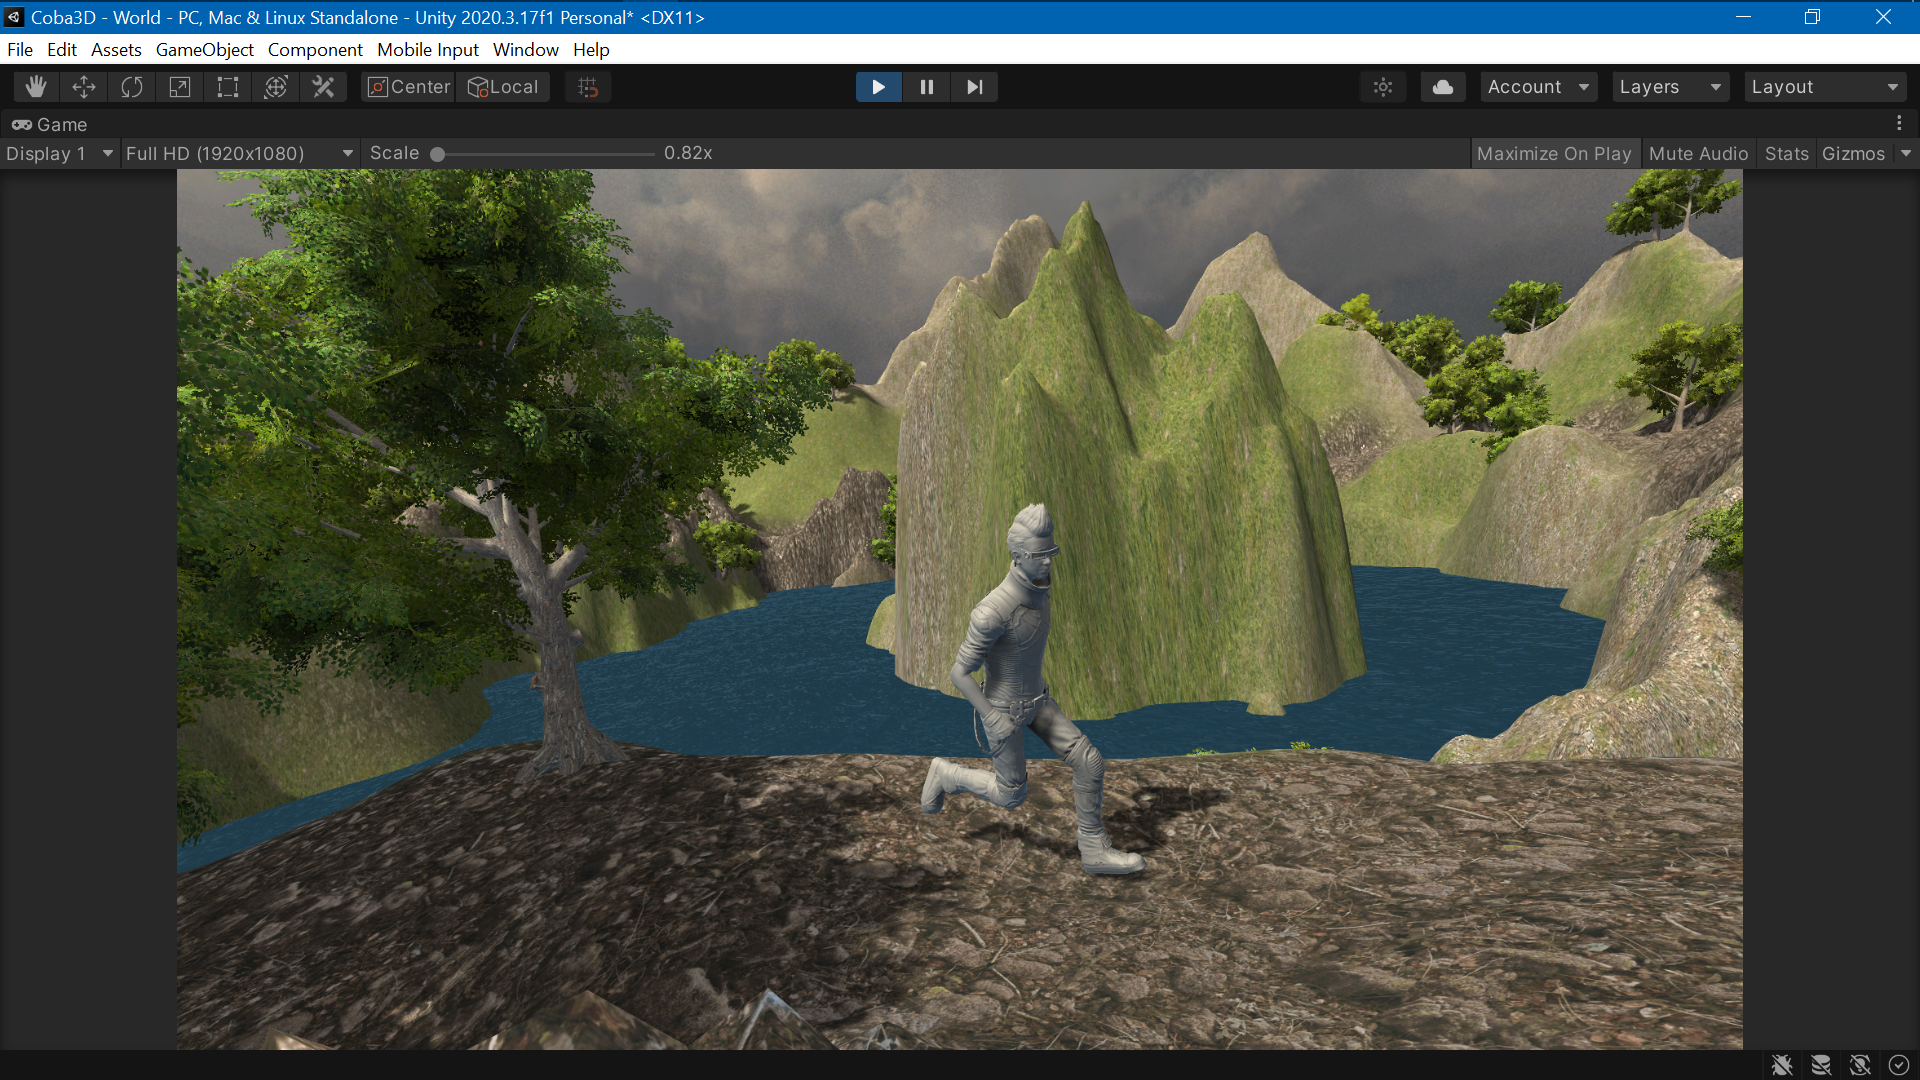 Coba3D - World - PC, Mac & Linux Standalone - Unity 2020.3.17f1 Personal* <DX11>
File Edit Assets GameObject Component Mobile Input Window Help
Center Local Account Layers Layout
Game
Display 1 Full HD (1920x1080) Scale 0.82x Maximize On Play Mute Audio Stats Gizmos